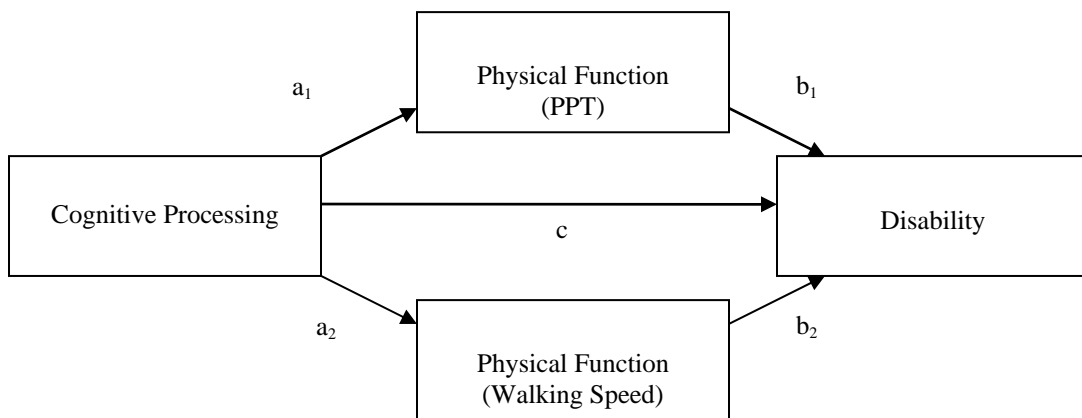 Physical Function
(PPT)
a₁
b₁
Cognitive Processing
c
Disability
a₂
b₂
Physical Function
(Walking Speed)